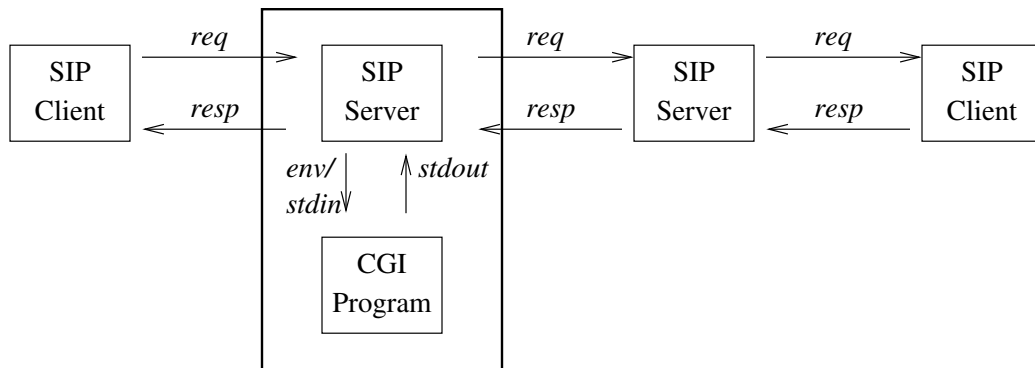 req
req
req
SIP
Client
SIP
Server
SIP
Server
SIP
Client
resp
resp
resp
env/
stdin
stdout
CGI
Program